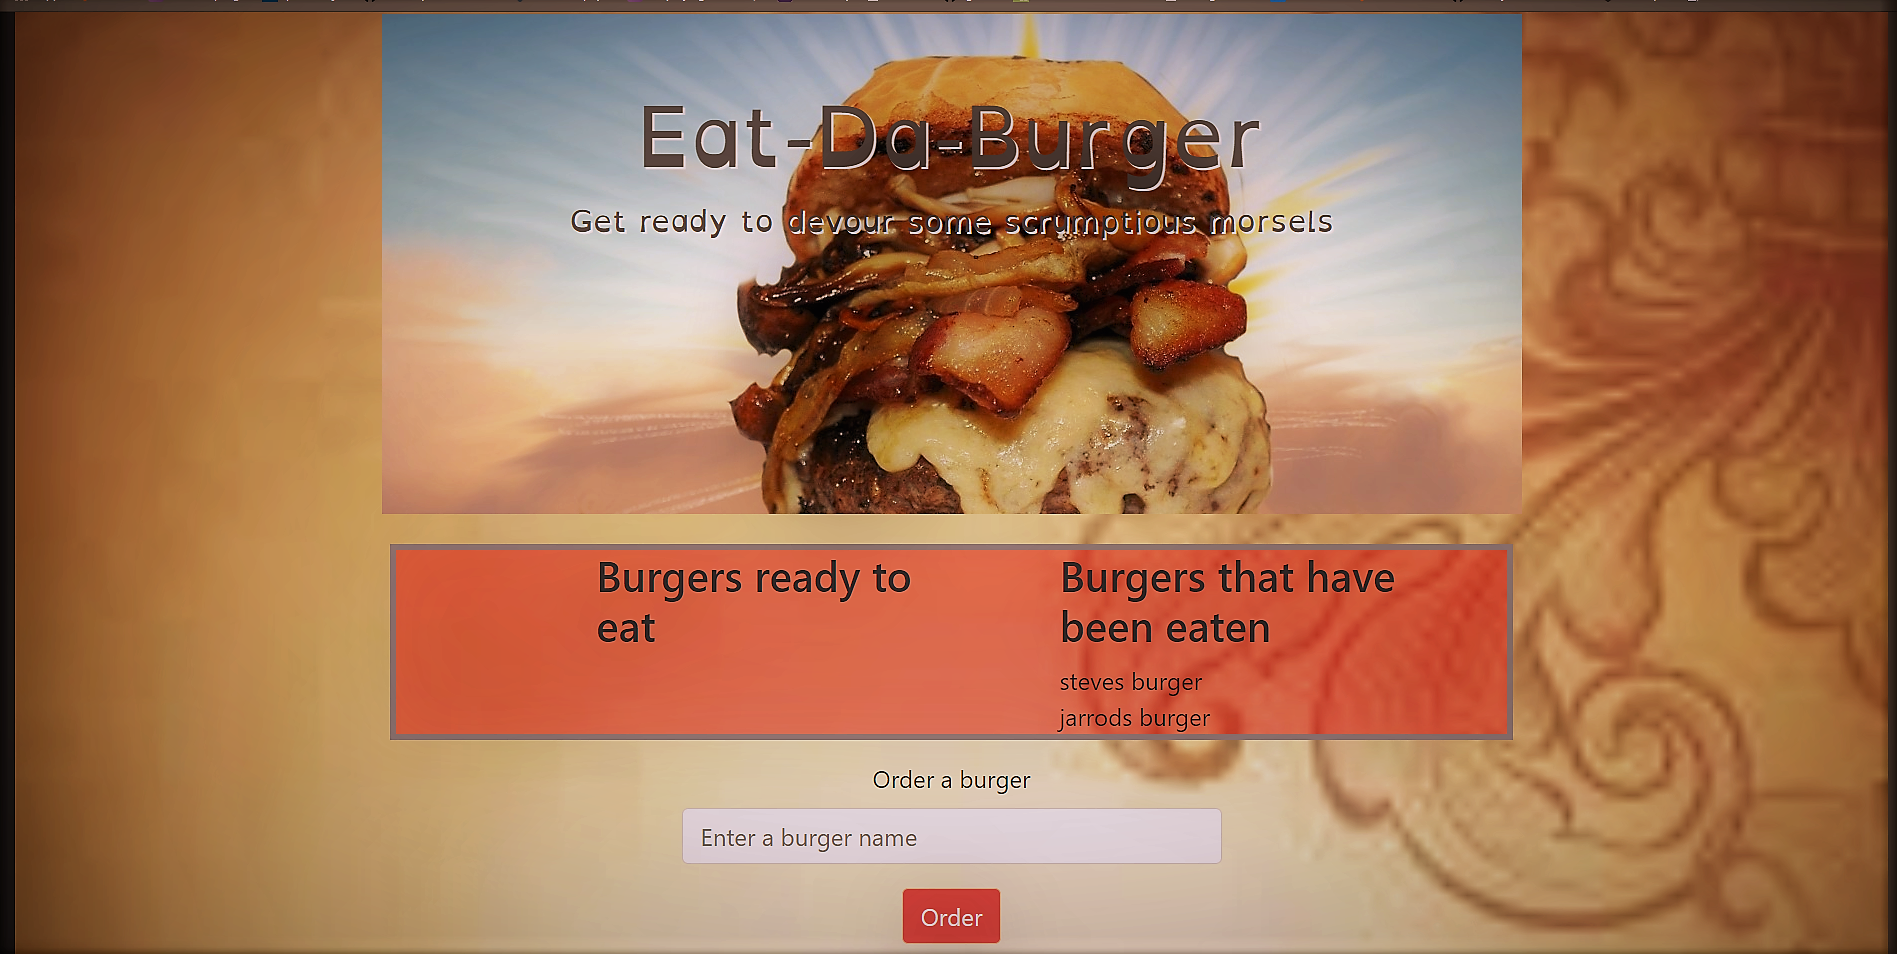 Eat-Da-Burger
Get ready to devour some scrumptious morsels
Burgers ready to
eat
Burgers that have
been eaten
steves burger
jarrods burger
Order a burger
Enter a burger name
Order